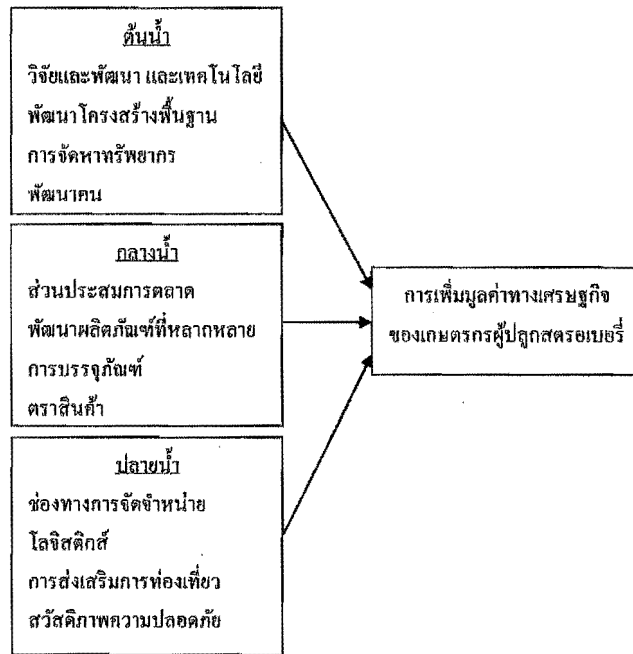 ต้นน้ำ
วิจัยและพัฒนา และเทคโนโลยี
พัฒนาโครงสร้างพื้นฐาน
การจัดหาทรัพยากร
พัฒนาคน
กลางน้ำ
ส่วนประสมการตลาด
พัฒนาผลิตภัณฑ์ที่หลากหลาย
การบรรจุภัณฑ์
ตราสินค้า
ปลายน้ำ
ช่องทางการจัดจำหน่าย
โลจิสติกส์
การส่งเสริมการท่องเที่ยว
สวัสดิภาพความปลอดภัย
การเพิ่มมูลค่าทางเศรษฐกิจ
ของเกษตรกรผู้ปลูกสตรอเบอรี่